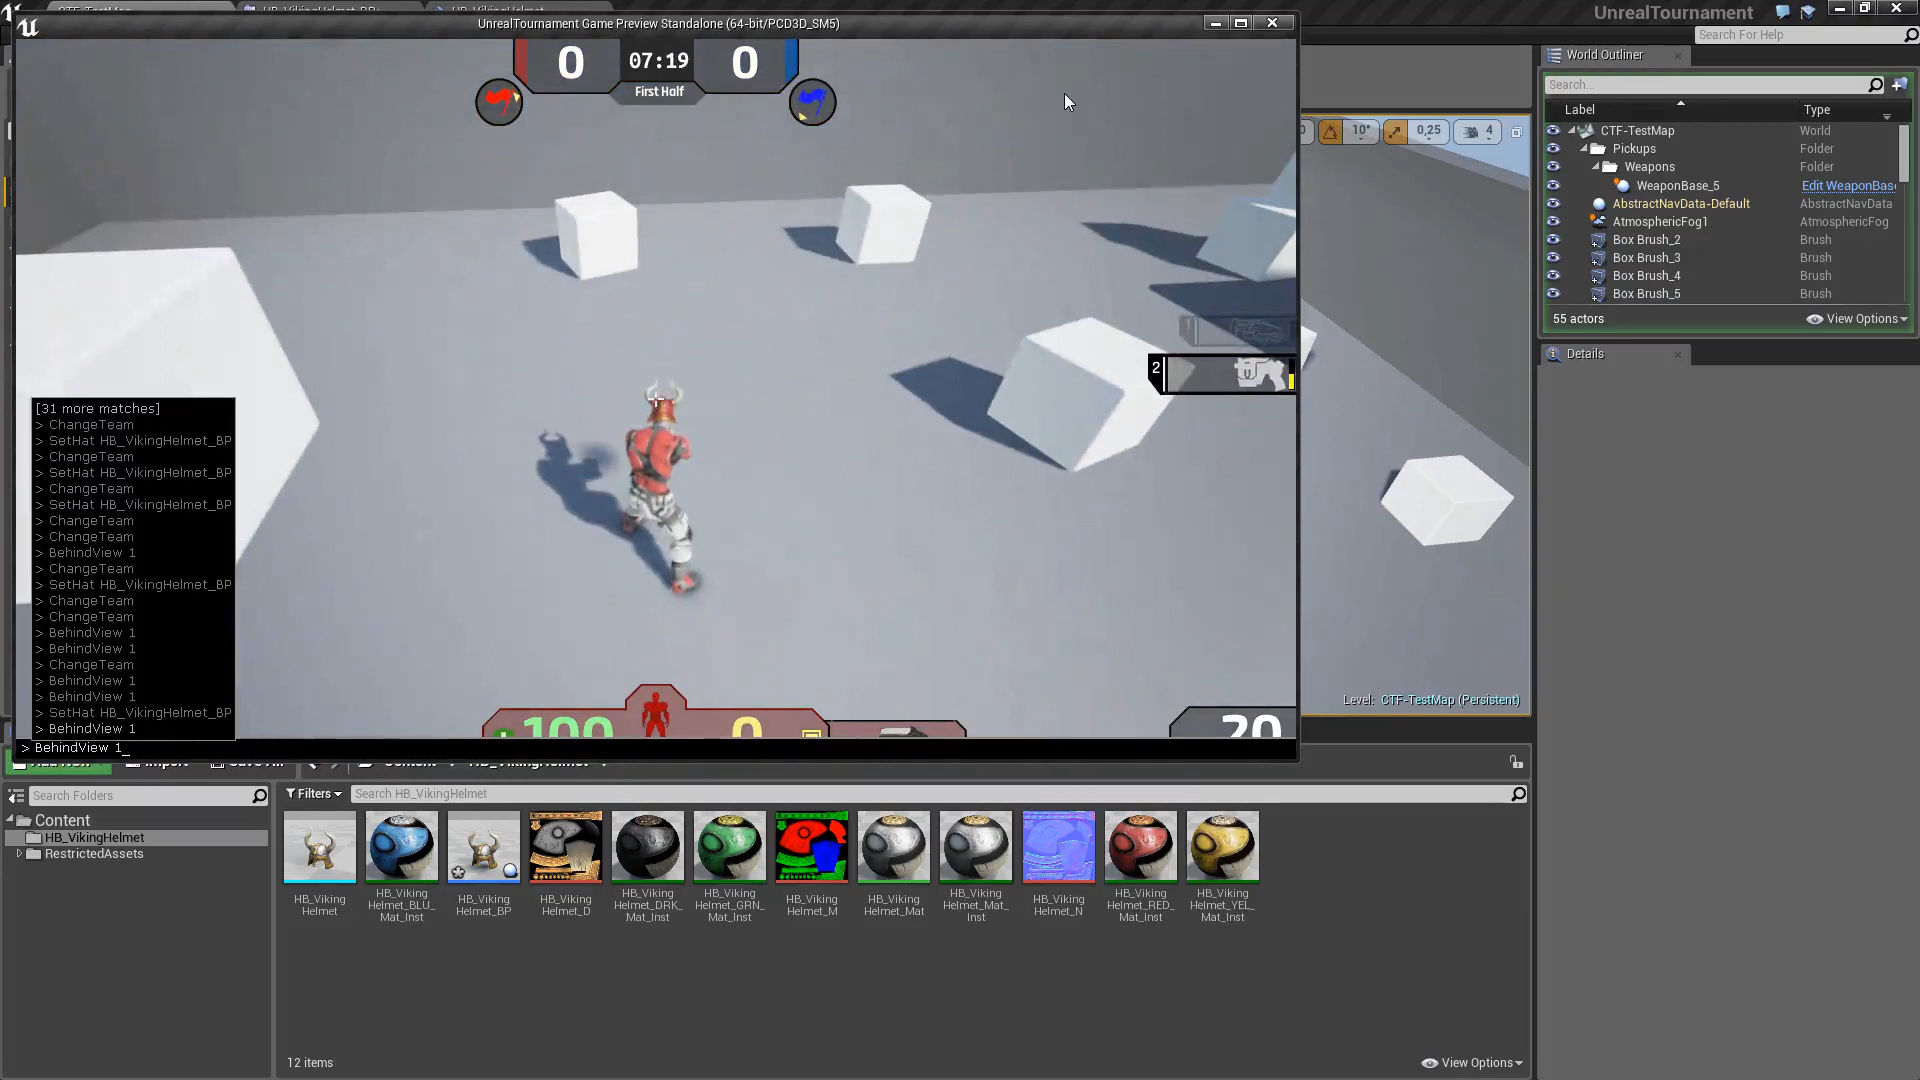 UnrealTournament Game Preview Standalone (64-bit/PCD3D_SM5)
UnrealTournament
Search For Help
0
07:19
0
First Half
World Outliner
Search...
Label
Type
CTF-TestMap
World
Pickups
Folder
Weapons
Folder
WeaponBase_5
Edit WeaponBase
AbstractNavData-Default
AbstractNavData
AtmosphericFog1
AtmosphericFog
Box Brush_2
Brush
Box Brush_3
Brush
Box Brush_4
Brush
Box Brush_5
Brush
55 actors
View Options
Details
10°
0,25
4
2
[31 more matches]
> ChangeTeam
> SetHat HB_VikingHelmet_BP
> ChangeTeam
> SetHat HB_VikingHelmet_BP
> ChangeTeam
> SetHat HB_VikingHelmet_BP
> ChangeTeam
> ChangeTeam
> BehindView 1
> ChangeTeam
> SetHat HB_VikingHelmet_BP
> ChangeTeam
> ChangeTeam
> BehindView 1
> BehindView 1
> ChangeTeam
> BehindView 1
> BehindView 1
> SetHat HB_VikingHelmet_BP
> BehindView 1
> BehindView 1_
100
0
20
Level: CTF-TestMap (Persistent)
Search Folders
Content
HB_VikingHelmet
RestrictedAssets
Filters
Search HB_VikingHelmet
HB_Viking
Helmet
HB_Viking
Helmet_BLU_
Mat_Inst
HB_Viking
Helmet_BP
HB_Viking
Helmet_D
HB_Viking
Helmet_DRK_
Mat_Inst
HB_Viking
Helmet_GRN_
Mat_Inst
HB_Viking
Helmet_M
HB_Viking
Helmet_Mat
HB_Viking
Helmet_Mat_
Inst
HB_Viking
Helmet_N
HB_Viking
Helmet_RED_
Mat_Inst
HB_Viking
Helmet_YEL_
Mat_Inst
12 items
View Options